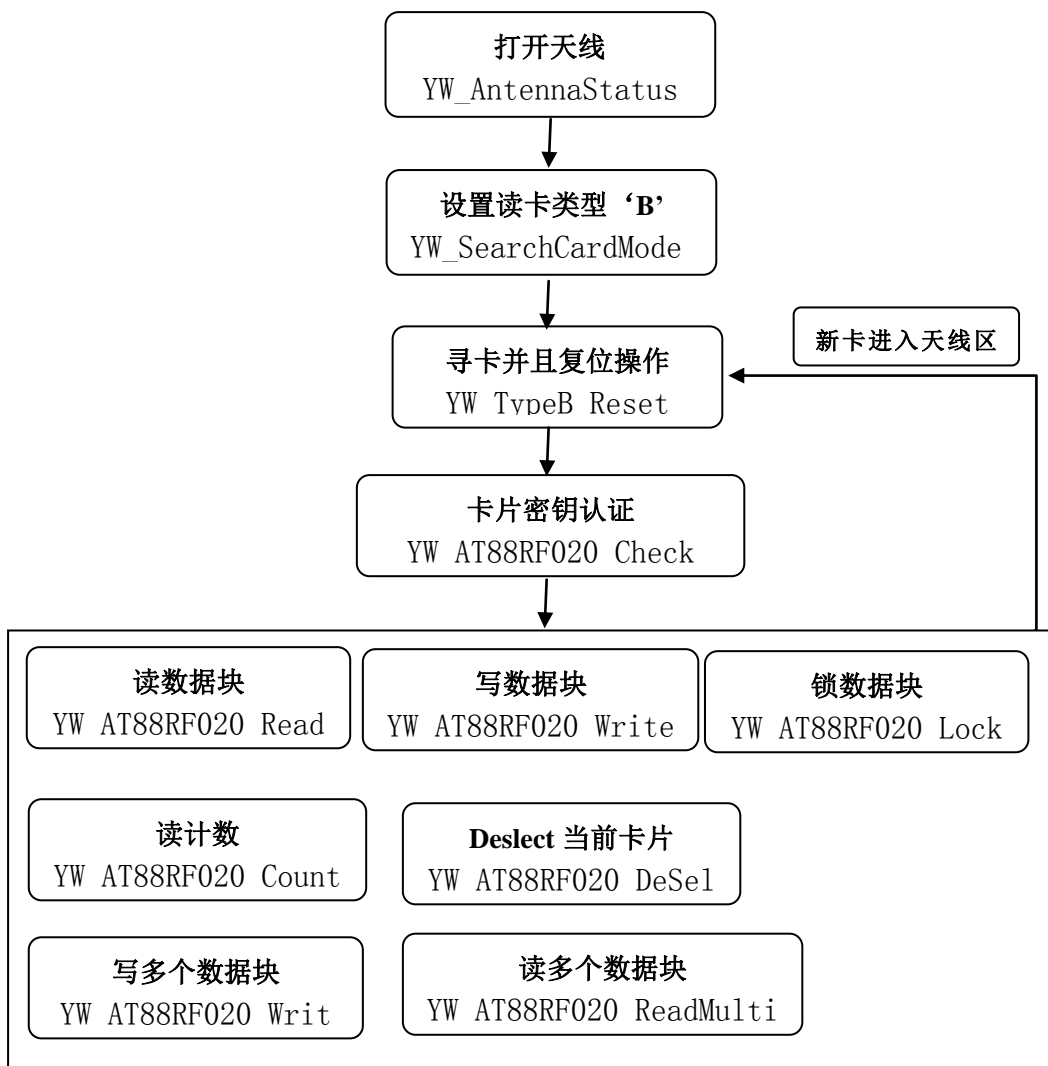 打开天线
YW_AntennaStatus
设置读卡类型‘B’
YW_SearchCardMode
新卡进入天线区
寻卡并且复位操作
YW TypeB Reset
卡片密钥认证
YW AT88RF020 Check
读数据块
YW AT88RF020 Read
写数据块
YW AT88RF020 Write
锁数据块
YW AT88RF020 Lock
读计数
YW AT88RF020 Count
Deslect 当前卡片
YW AT88RF020 DeSel
写多个数据块
YW AT88RF020 Writ
读多个数据块
YW AT88RF020 ReadMulti